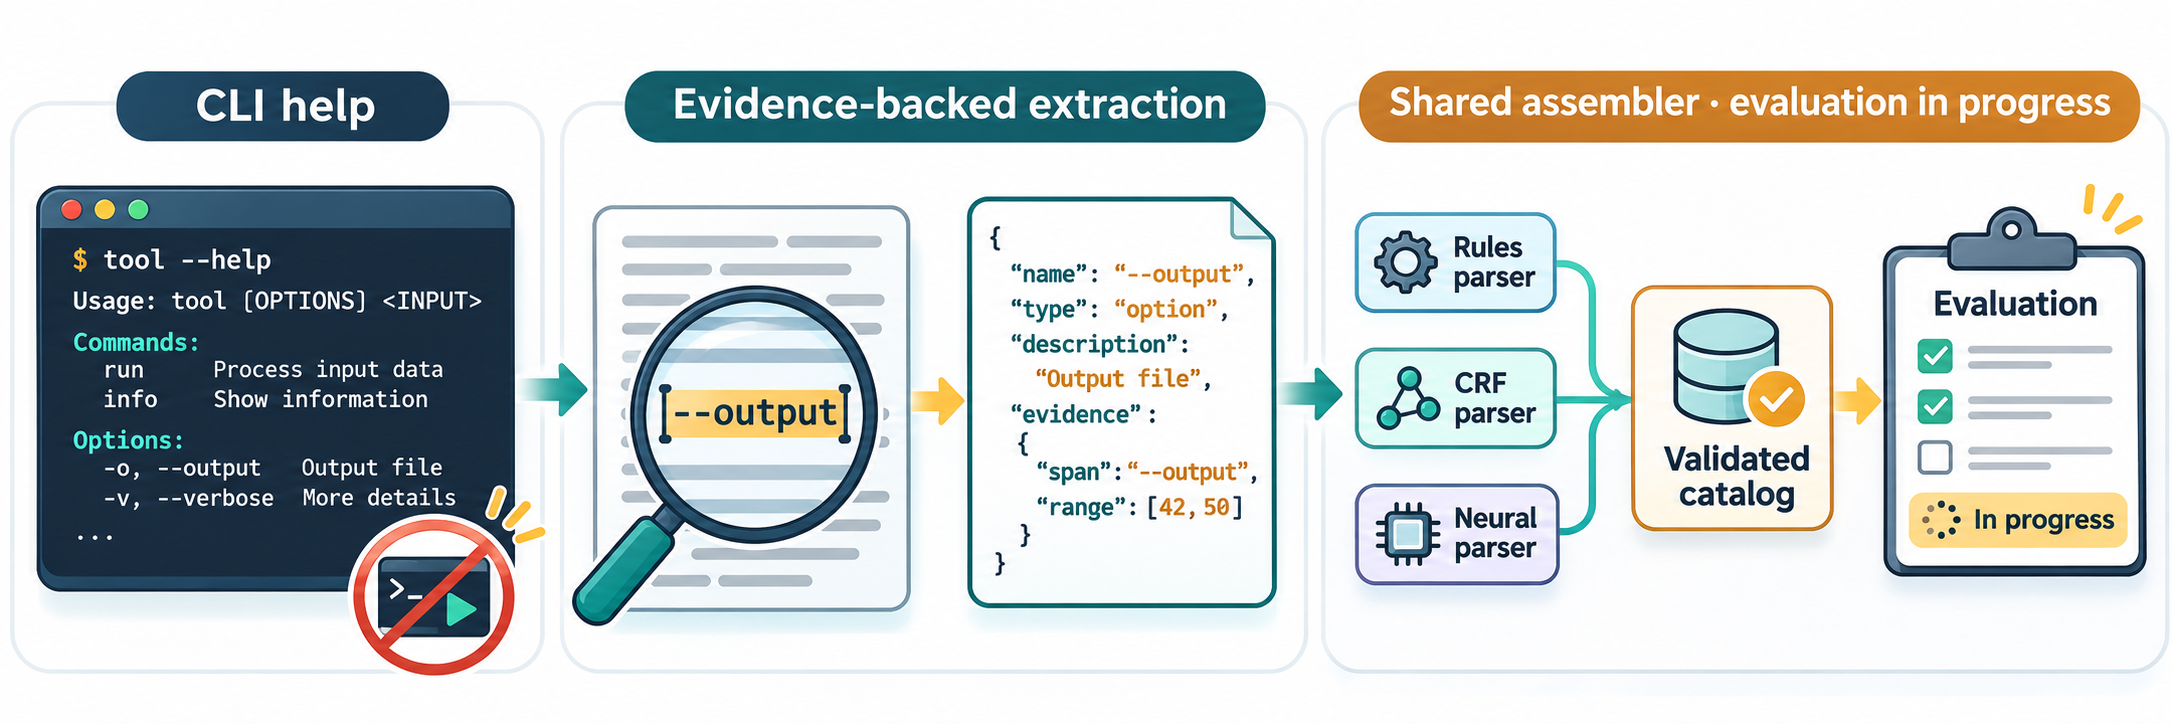 CLI help
$ tool --help
Usage: tool [OPTIONS] <INPUT>
Commands:
run Process input data
info Show information
Options:
-o, --output Output file
-v, --verbose More details
...
>_
Evidence-backed extraction
--output
{
“name”: “--output”,
“type”: “option”,
“description”:
“Output file”,
“evidence” :
{
“span”: “--output”,
“range”: [42, 50]
}
}
Shared assembler · evaluation in progress
Rules
parser
CRF
parser
Neural
parser
Validated
catalog
Evaluation
In progress